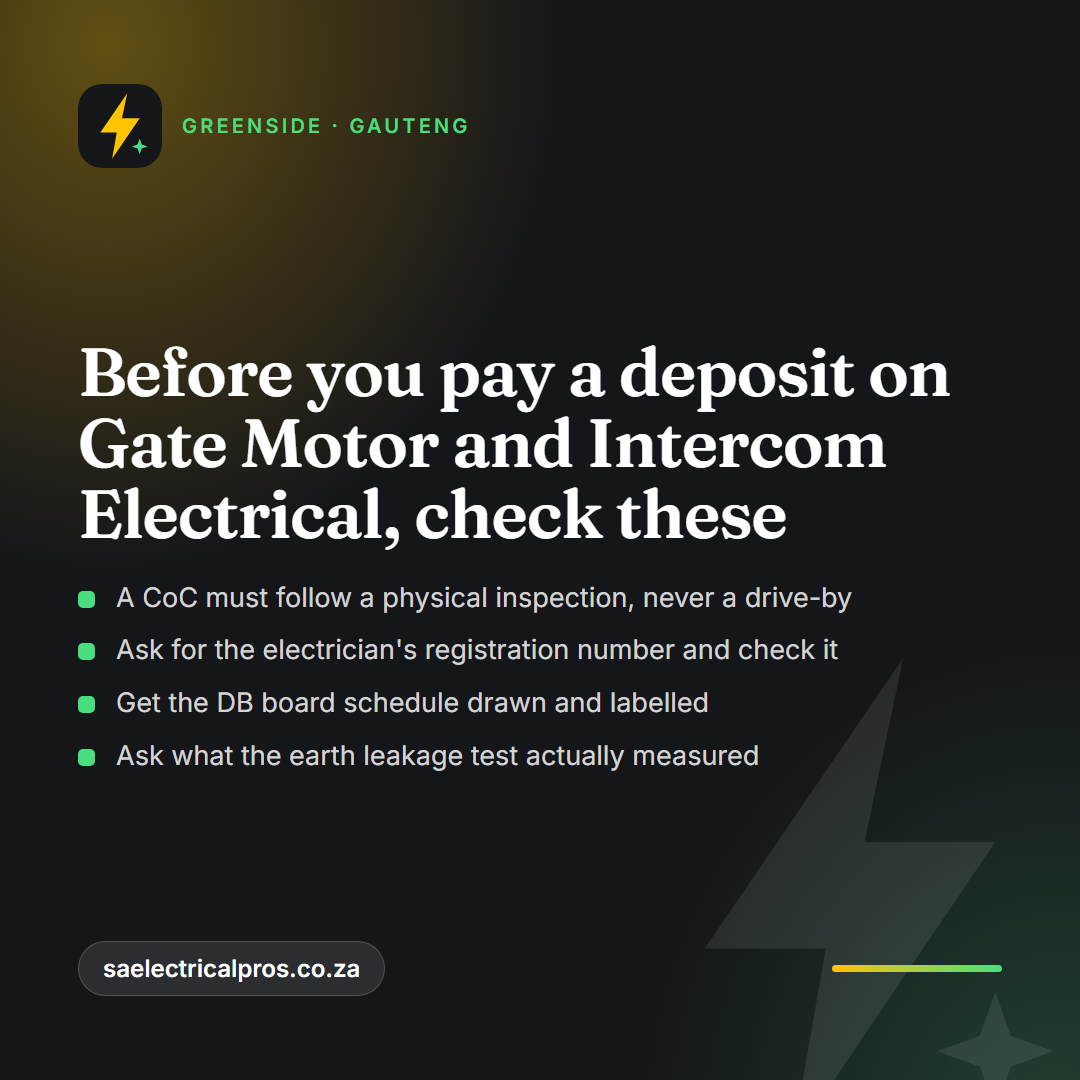 GREENSIDE · GAUTENG
Before you pay a deposit on
Gate Motor and Intercom
Electrical, check these
A CoC must follow a physical inspection, never a drive-by
Ask for the electrician's registration number and check it
Get the DB board schedule drawn and labelled
Ask what the earth leakage test actually measured
saelectricalpros.co.za